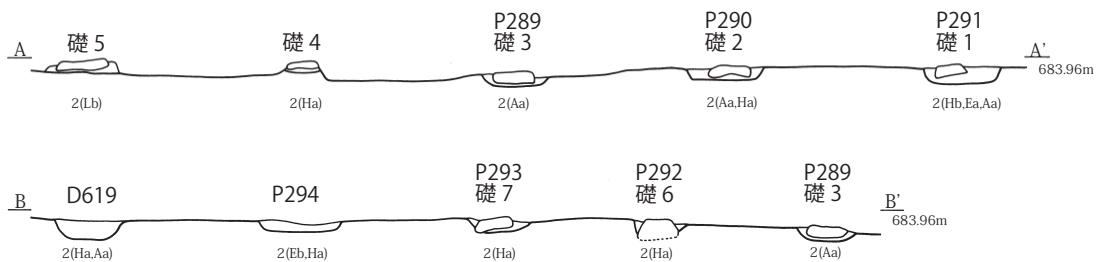 P289 P290 P291
A 礎 5 礎 4 礎 3 礎 2 礎 1 A'
683.96m
2(Lb) 2(Ha) 2(Aa) 2(Aa,Ha) 2(Hb,Ea,Aa)
P293 P292 P289
B D619 P294 礎 7 礎 6 礎 3 B'
683.96m
2(Ha,Aa) 2(Eb,Ha) 2(Ha) 2(Ha) 2(Aa)